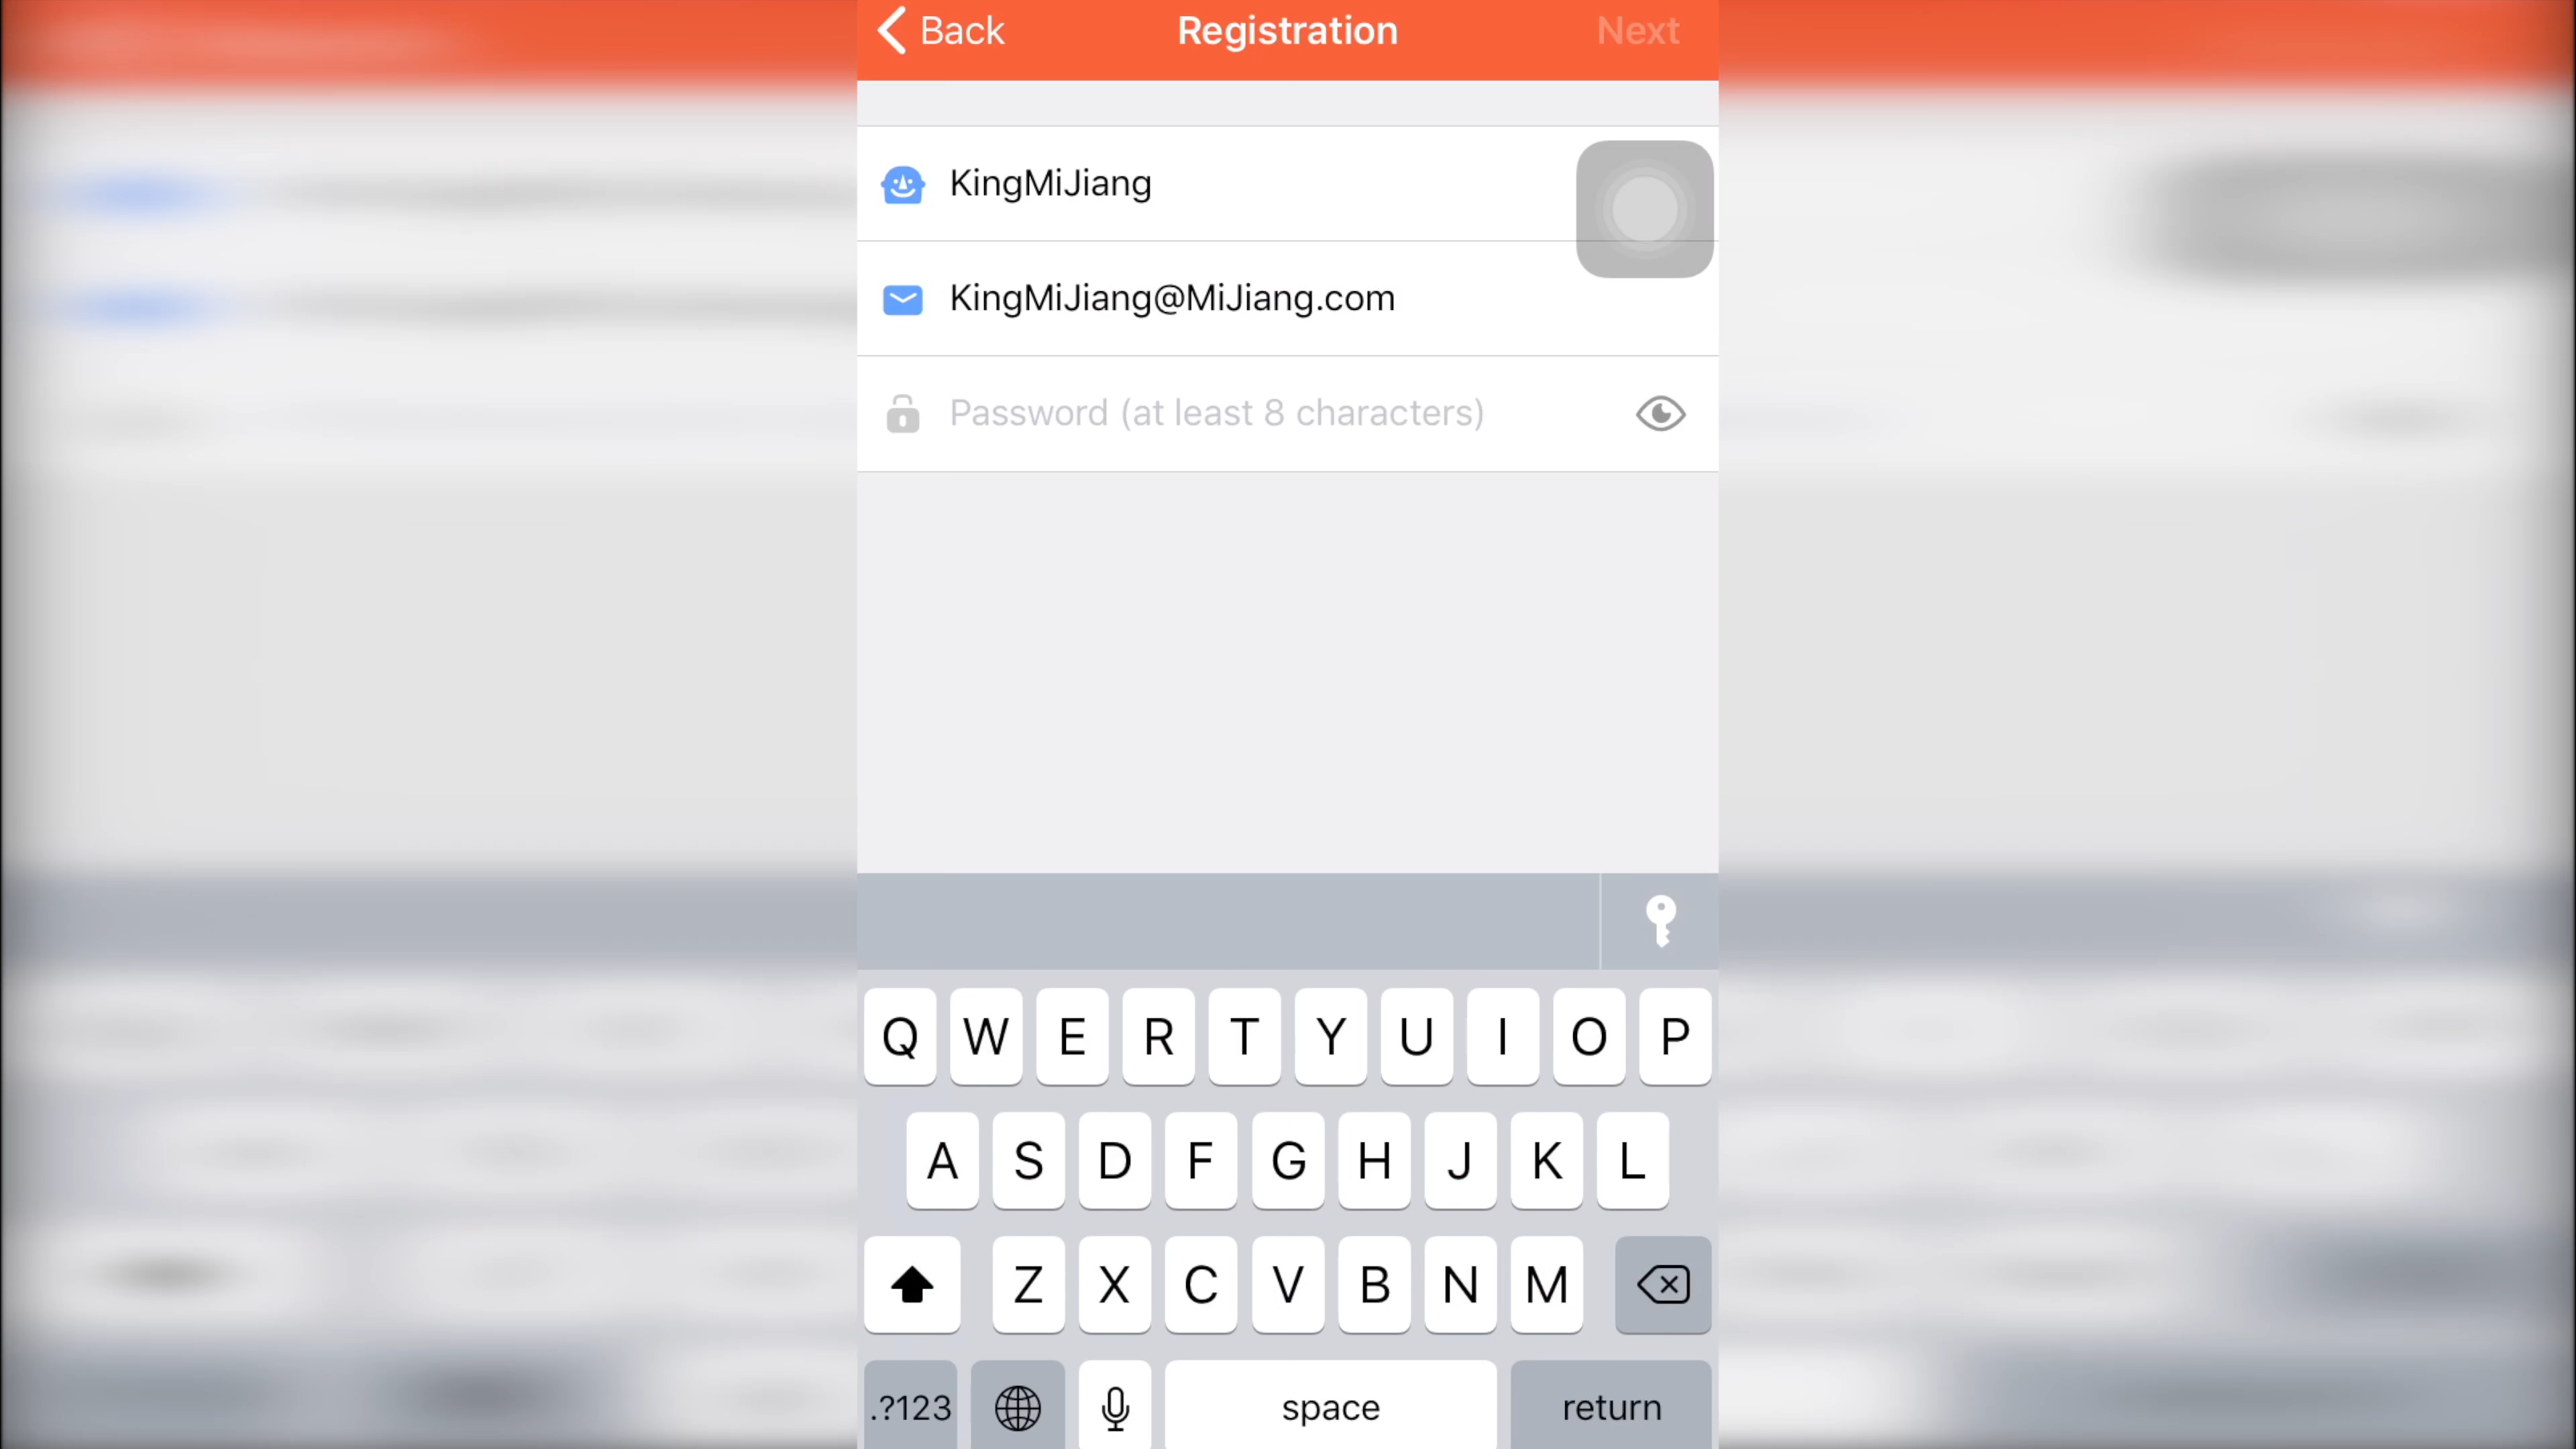 Back Registration Next
KingMiJiang
KingMiJiang@MiJiang.com
Password (at least 8 characters)
Q W E R T Y U I O P
A S D F G H J K L
Z X C V B N M
.?123 space return